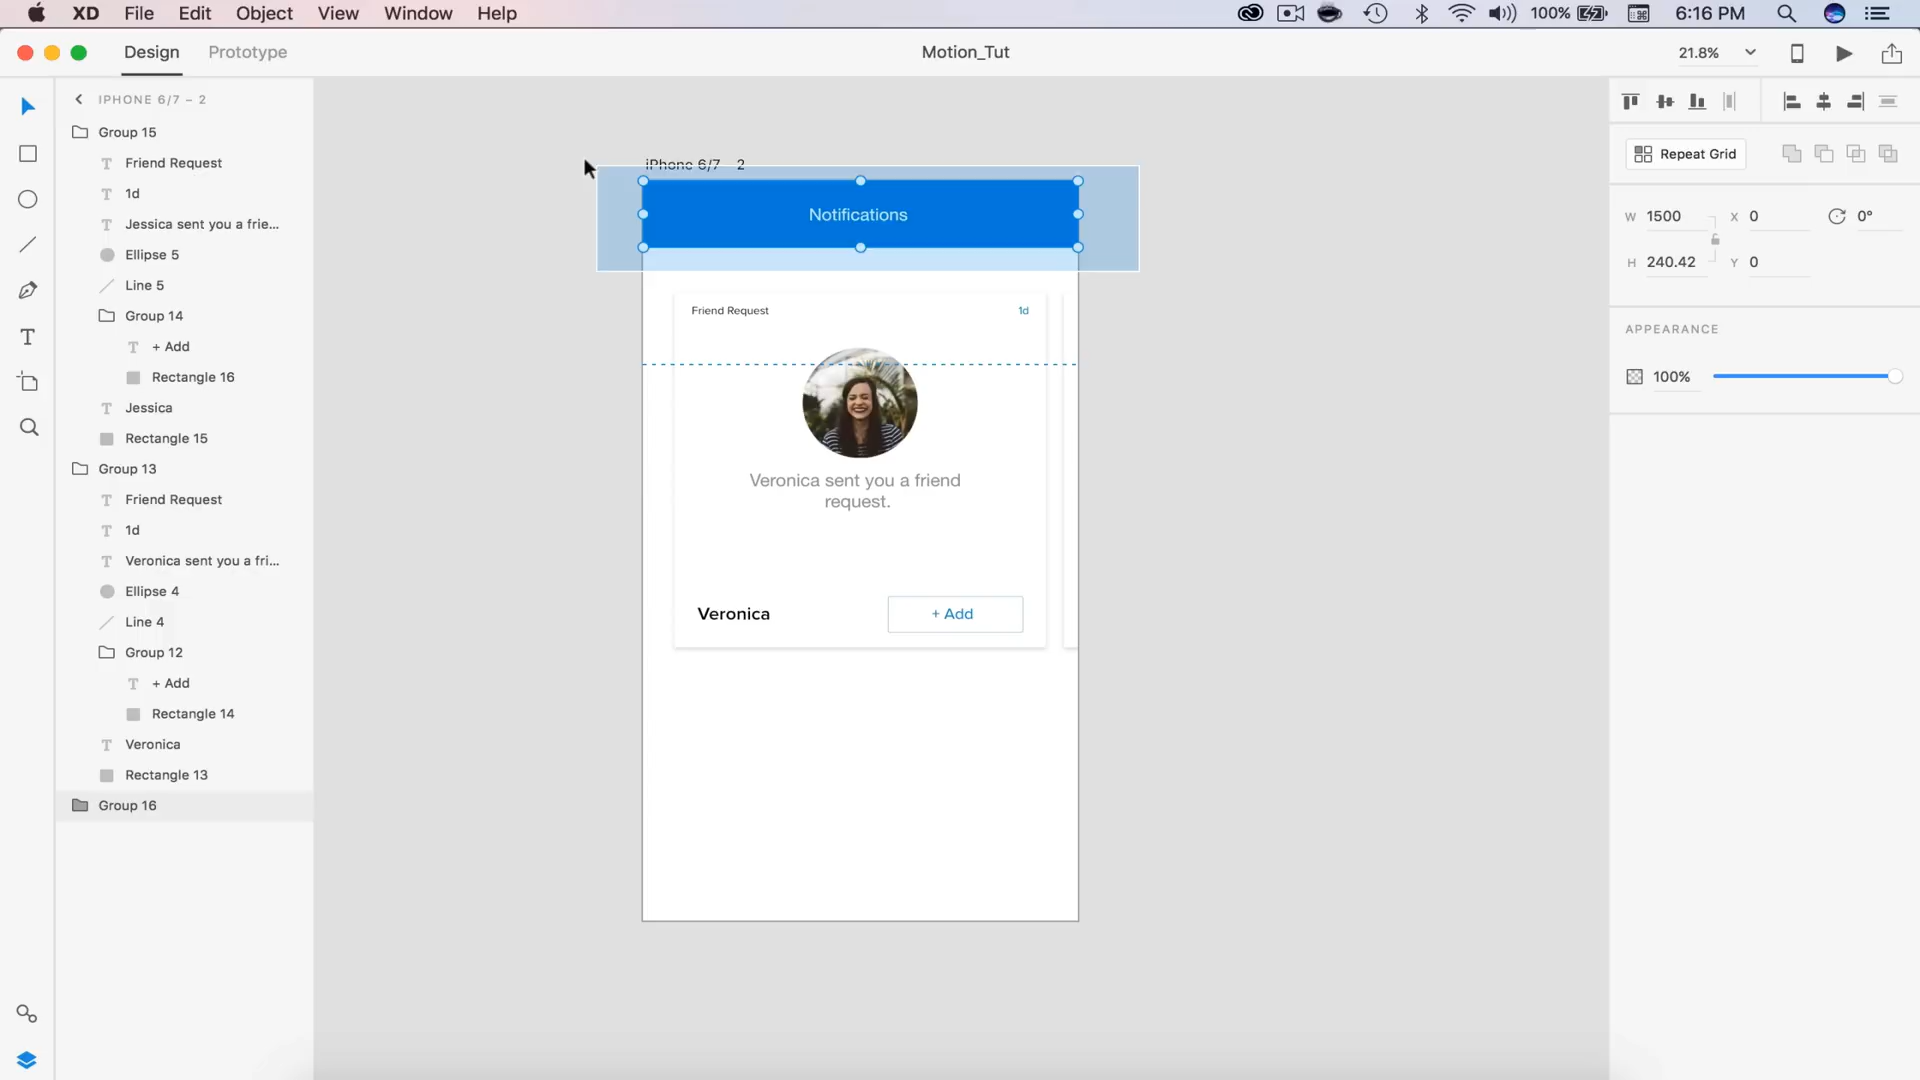 XD File Edit Object View Window Help
100% 6:16 PM
Design Prototype
Motion_Tut
21.8%
IPHONE 6/7 – 2
Group 15
Friend Request
1d
Jessica sent you a frie...
Ellipse 5
Line 5
Group 14
+ Add
Rectangle 16
Jessica
Rectangle 15
Group 13
Friend Request
1d
Veronica sent you a fri...
Ellipse 4
Line 4
Group 12
+ Add
Rectangle 14
Veronica
Rectangle 13
Group 16
iPhone 6/7 – 2
Notifications
Friend Request
1d
Veronica sent you a friend
request.
Veronica
+ Add
Repeat Grid
W 1500 X 0 0°
H 240.42 Y 0
APPEARANCE
100%